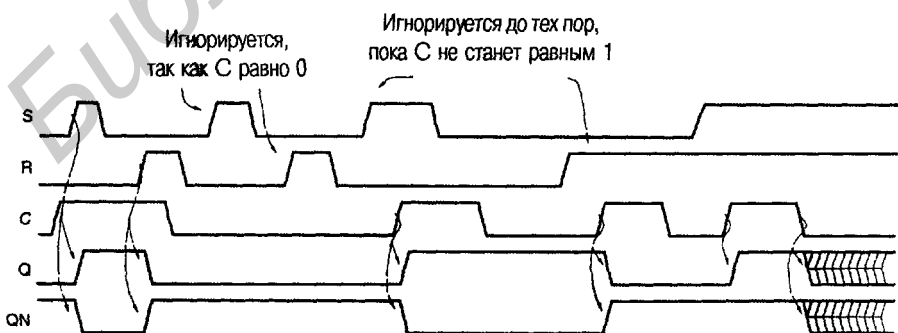 Игнорируется,
так как C равно 0
Игнорируется до тех пор,
пока C не станет равным 1
S
R
C
Q
QN